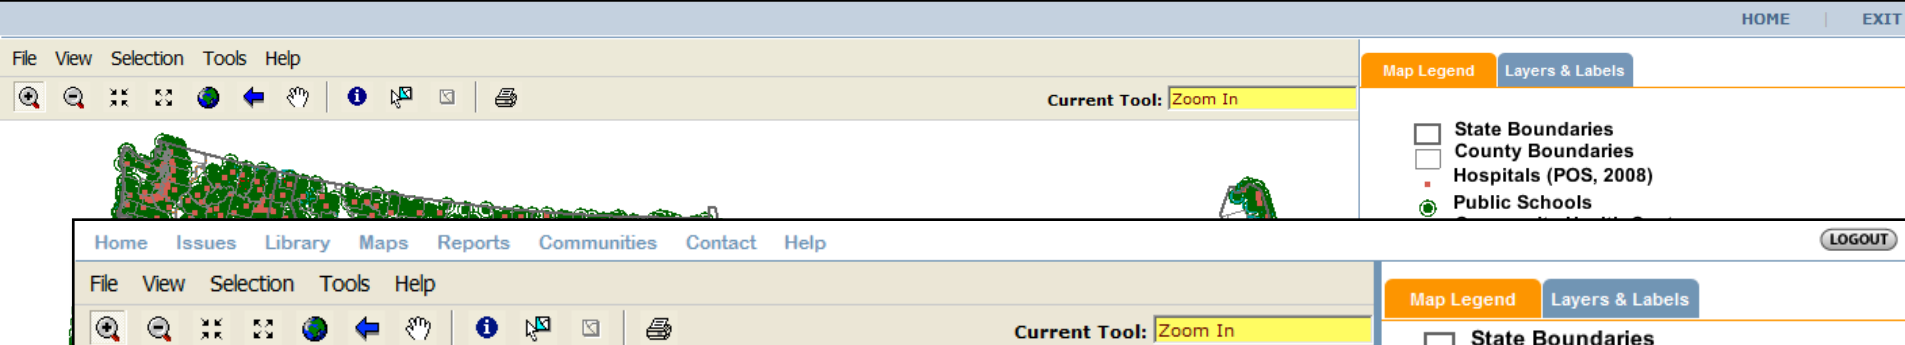 HOME | EXIT
File View Selection Tools Help
Map Legend Layers & Labels
Current Tool: Zoom In
State Boundaries
County Boundaries
Hospitals (POS, 2008)
Public Schools
Home Issues Library Maps Reports Communities Contact Help
LOGOUT
File View Selection Tools Help
Map Legend Layers & Labels
Current Tool: Zoom In
State Boundaries